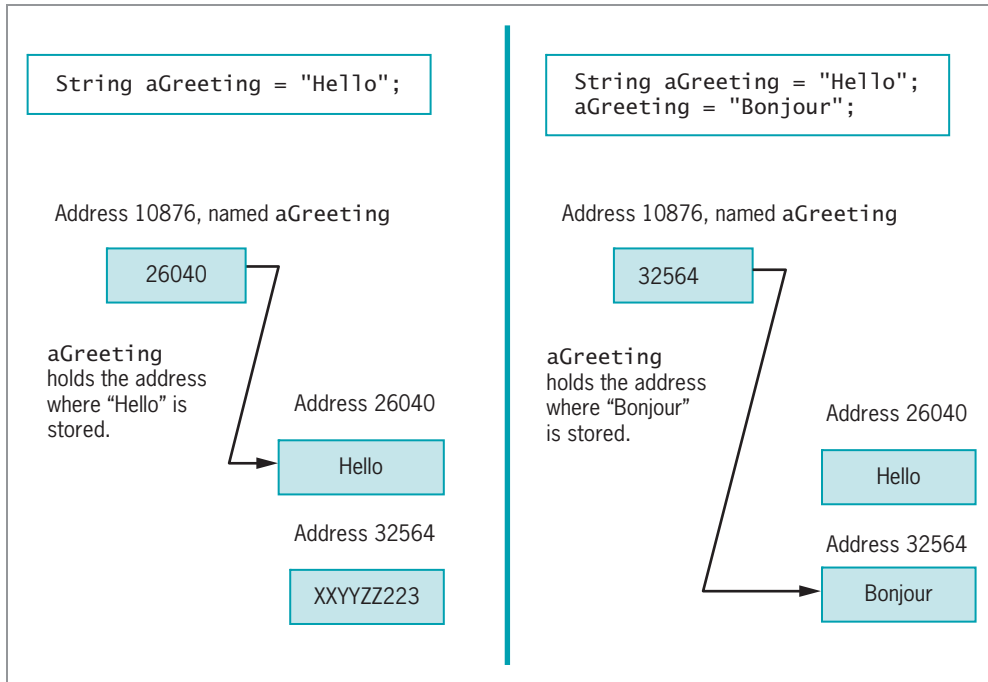 String aGreeting = "Hello";
Address 10876, named aGreeting
26040
aGreeting
holds the address
where “Hello” is
stored.
Address 26040
Hello
Address 32564
XXYYZZ223
String aGreeting = "Hello";
aGreeting = "Bonjour";
Address 10876, named aGreeting
32564
aGreeting
holds the address
where “Bonjour”
is stored.
Address 26040
Hello
Address 32564
Bonjour